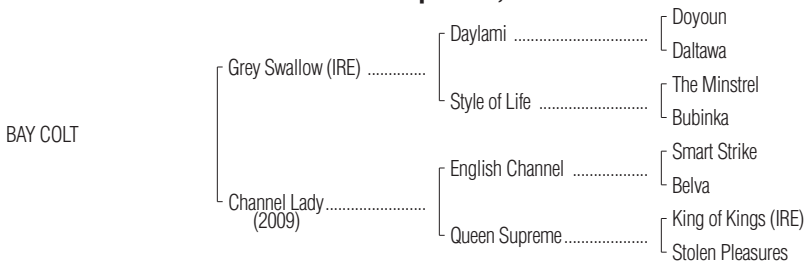 Doyoun
Daylami ..............................
Daltawa
Grey Swallow (IRE) ..............
The Minstrel
Style of Life ........................
Bubinka
BAY COLT
Smart Strike
English Channel ..................
Belva
Channel Lady .......................
(2009)
King of Kings (IRE)
Queen Supreme ....................
Stolen Pleasures